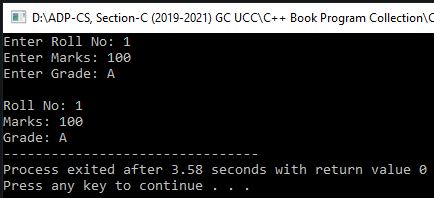 D:\ADP-CS, Section-C (2019-2021) GC UCC\C++ Book Program Collection\C
Enter Roll No: 1
Enter Marks: 100
Enter Grade: A
Roll No: 1
Marks: 100
Grade: A
--------------------------------
Process exited after 3.58 seconds with return value 0
Press any key to continue . . .